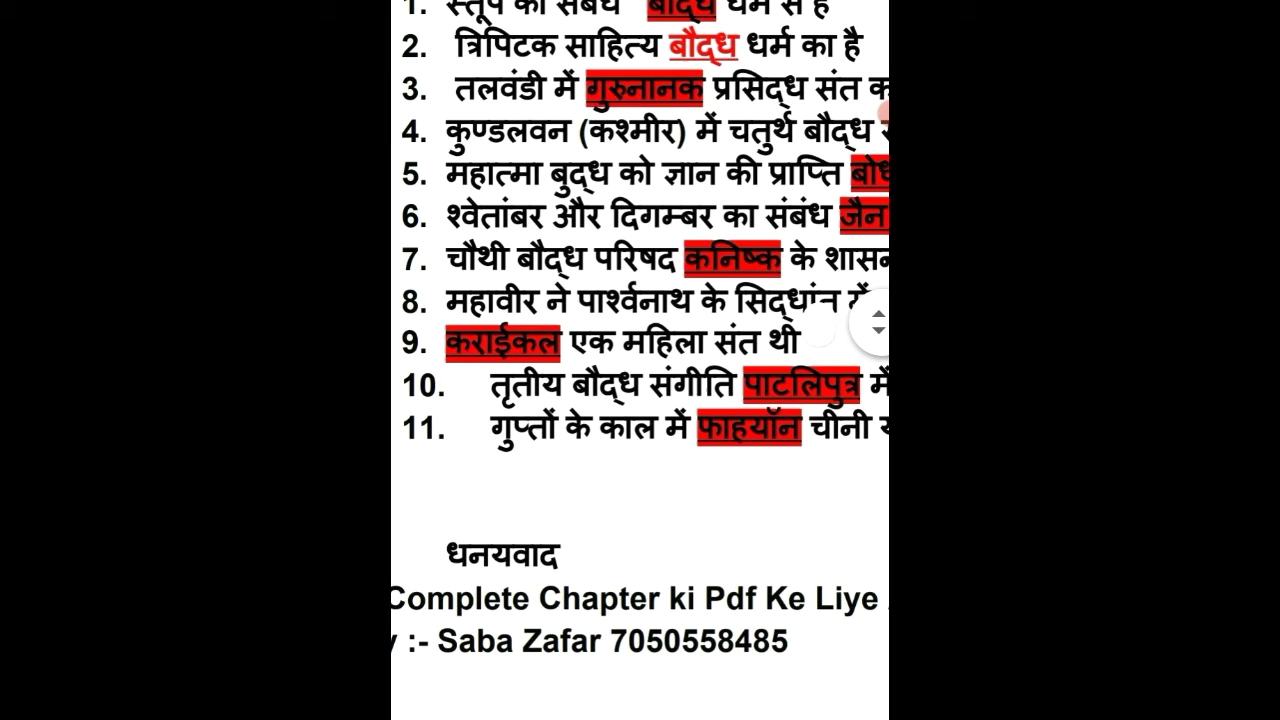 1. स्तूप का संबंध बौद्ध धर्म से है
2. त्रिपिटक साहित्य बौद्ध धर्म का है
3. तलवंडी में गुरुनानक प्रसिद्ध संत
4. कुण्डलवन (कश्मीर) में चतुर्थ बौद्ध
5. महात्मा बुद्ध को ज्ञान की प्राप्ति
6. श्वेतांबर और दिगम्बर का संबंध जैन
7. चौथी बौद्ध परिषद कनिष्क के
8. महावीर ने पार्श्वनाथ के सिद्धांत
9. कराईकल एक महिला संत थी
10. तृतीय बौद्ध संगीति पाटलिपुत्र में
11. गुप्तों के काल में फाहयॉन चीनी
धनयवाद
Complete Chapter ki Pdf Ke Liye
:- Saba Zafar 7050558485